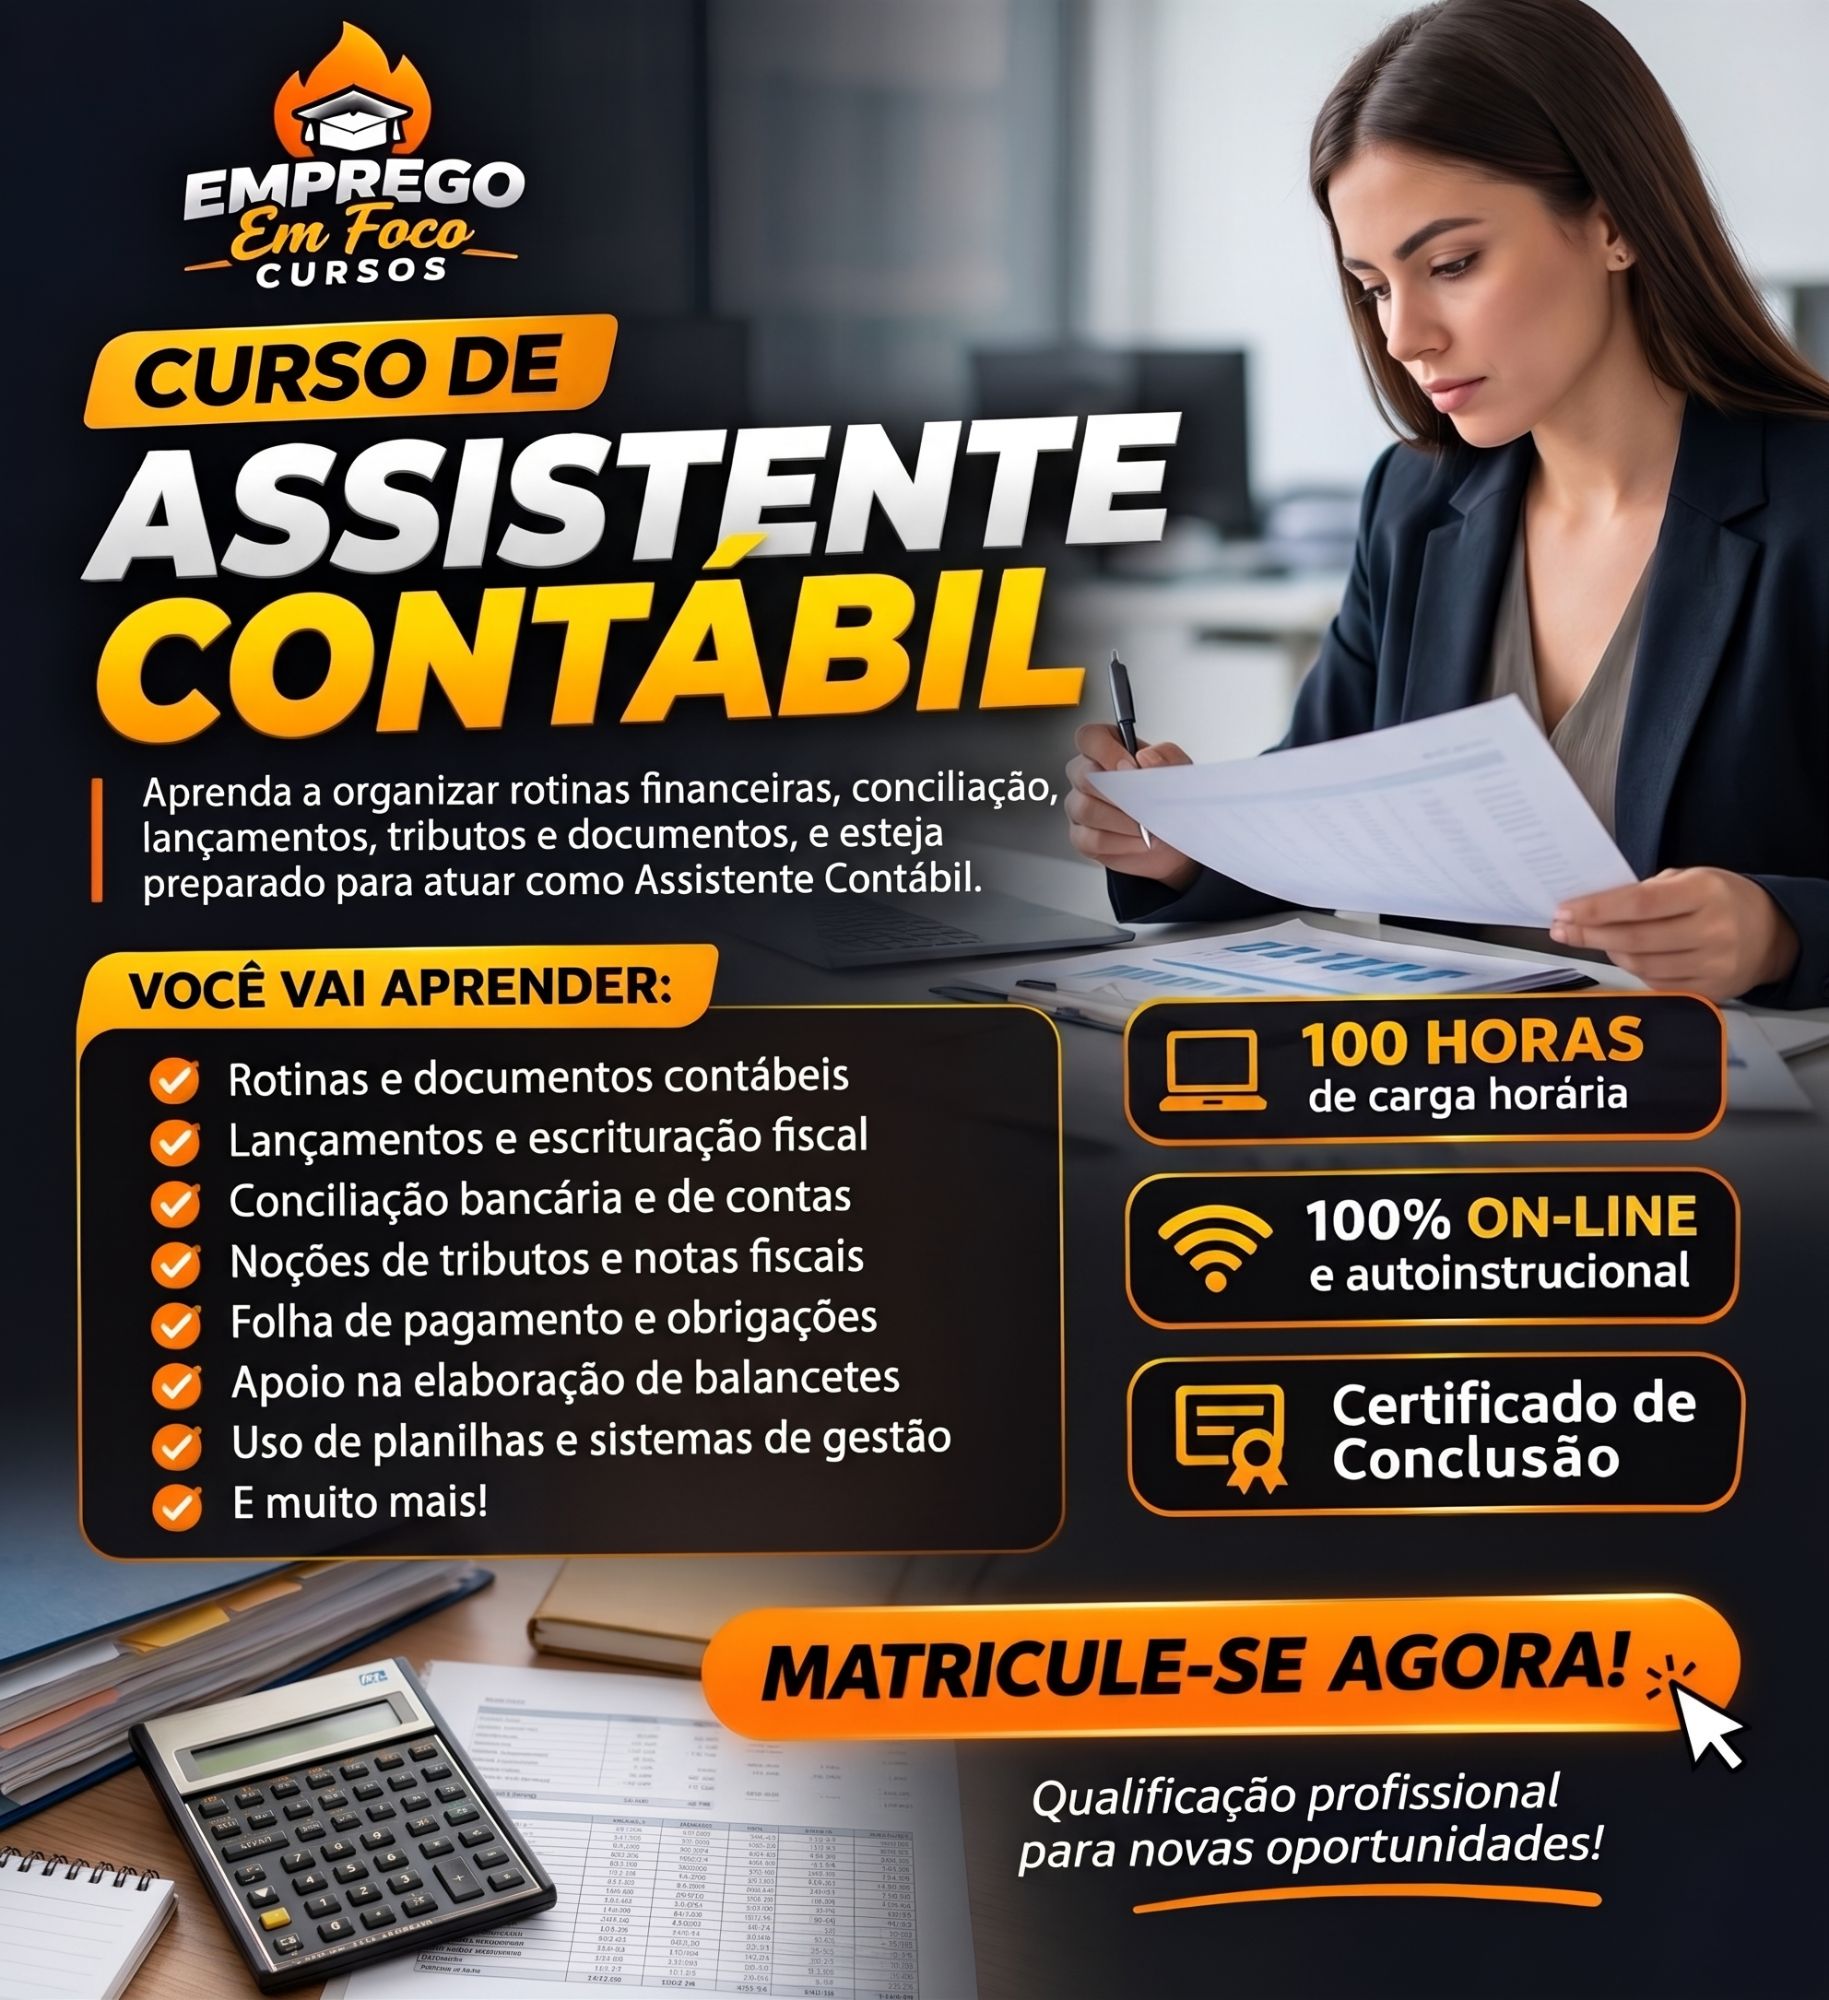 EMPREGO
Em Foco
CURSOS
CURSO DE
ASSISTENTE
CONTÁBIL
Aprenda a organizar rotinas financeiras, conciliação,
lançamentos, tributos e documentos, e esteja
preparado para atuar como Assistente Contábil.
VOCÊ VAI APRENDER:
Rotinas e documentos contábeis
Lançamentos e escrituração fiscal
Conciliação bancária e de contas
Noções de tributos e notas fiscais
Folha de pagamento e obrigações
Apoio na elaboração de balancetes
Uso de planilhas e sistemas de gestão
E muito mais!
100 HORAS
de carga horária
100% ON-LINE
e autoinstrucional
Certificado de
Conclusão
MATRICULE-SE AGORA!
Qualificação profissional
para novas oportunidades!